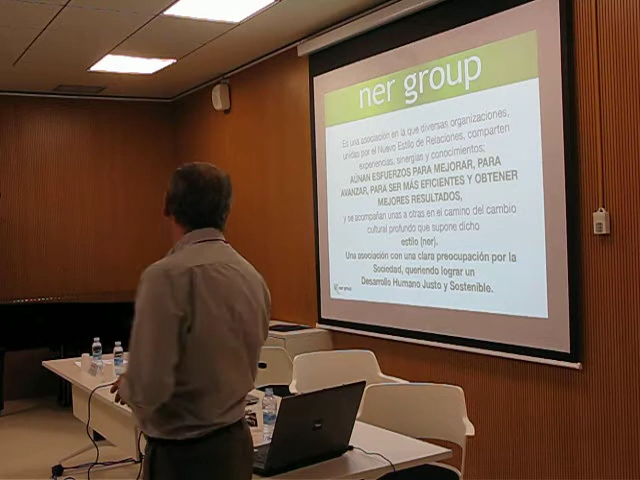 ner group
Es una asociación en la que diversas organizaciones,
unidas por el Nuevo Estilo de Relaciones, comparten
experiencias, sinergias y conocimientos;
AÚNAN ESFUERZOS PARA MEJORAR, PARA
AVANZAR, PARA SER MÁS EFICIENTES Y OBTENER
MEJORES RESULTADOS,
y se acompañan unas a otras en el camino del cambio
cultural profundo que supone dicho
estilo (ner).
Una asociación con una clara preocupación por la
Sociedad, queriendo lograr un
Desarrollo Humano Justo y Sostenible.
ner group